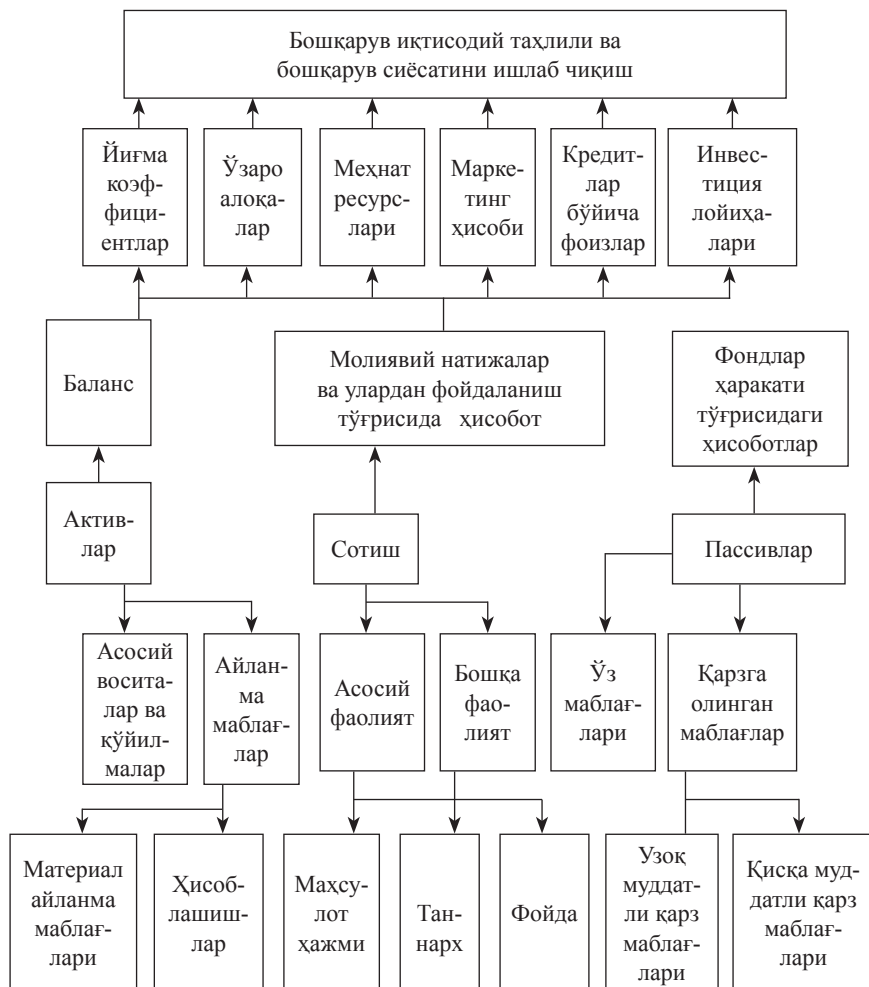 Бошқарув иқтисодий таҳлили ва
бошқарув сиёсатини ишлаб чиқиш
Йиғма
коэф-
фици-
ентлар
Ўзаро
алоқа-
лар
Меҳнат
ресурс-
лари
Марке-
тинг
ҳисоби
Кредит-
лар
бўйича
фоизлар
Инвес-
тиция
лойиҳа-
лари
Баланс
Молиявий натижалар
ва улардан фойдаланиш
тўғрисида ҳисобот
Фондлар
ҳаракати
тўғрисидаги
ҳисоботлар
Актив-
лар
Сотиш
Пассивлар
Асосий
восита-
лар ва
қўйил-
малар
Айлан-
ма
маблағ-
лар
Асосий
фаолият
Бошқа
фао-
лият
Ўз
маблағ-
лари
Қарзга
олинган
маблағлар
Материал
айланма
маблағ-
лари
Ҳисоб-
лашиш-
лар
Маҳсу-
лот
ҳажми
Тан-
нарх
Фойда
Узоқ
муддат-
ли қарз
маблағ-
лари
Қисқа муд-
датли қарз
маблағ-
лари